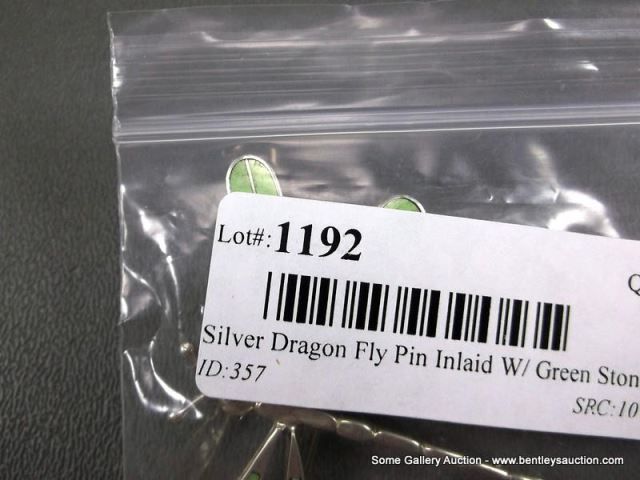 Lot#:1192
Q
Silver Dragon Fly Pin Inlaid W/ Green Ston
ID:357
SRC:10
Some Gallery Auction - www.bentleysauction.com